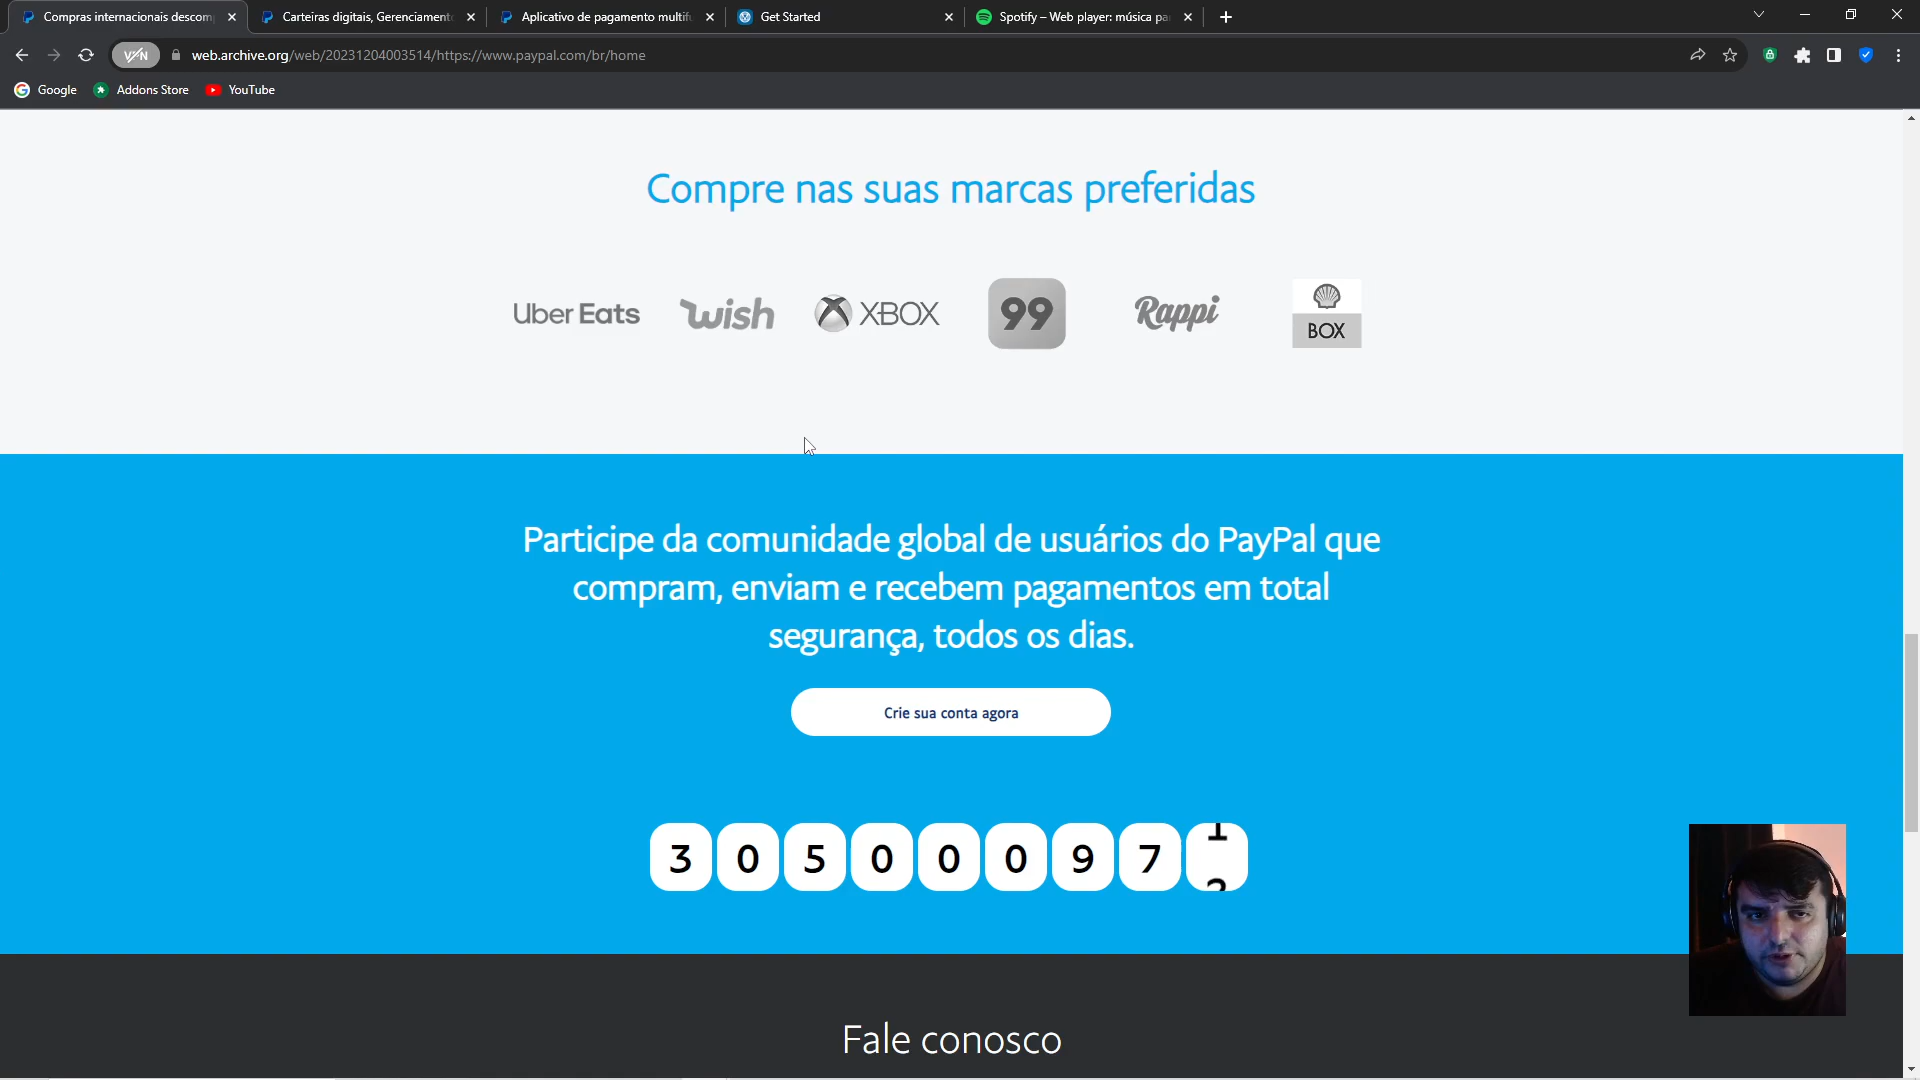 Compras internacionais descomp
Carteiras digitais, Gerenciament
Aplicativo de pagamento multifu
Get Started
Spotify – Web player: música pa
VPN
web.archive.org/web/20231204003514/https://www.paypal.com/br/home
Google
Addons Store
YouTube
Compre nas suas marcas preferidas
Uber Eats
wish
XBOX
99
Rappi
BOX
Participe da comunidade global de usuários do PayPal que
compram, enviam e recebem pagamentos em total
segurança, todos os dias.
Crie sua conta agora
3 0 5 0 0 0 9 7
Fale conosco